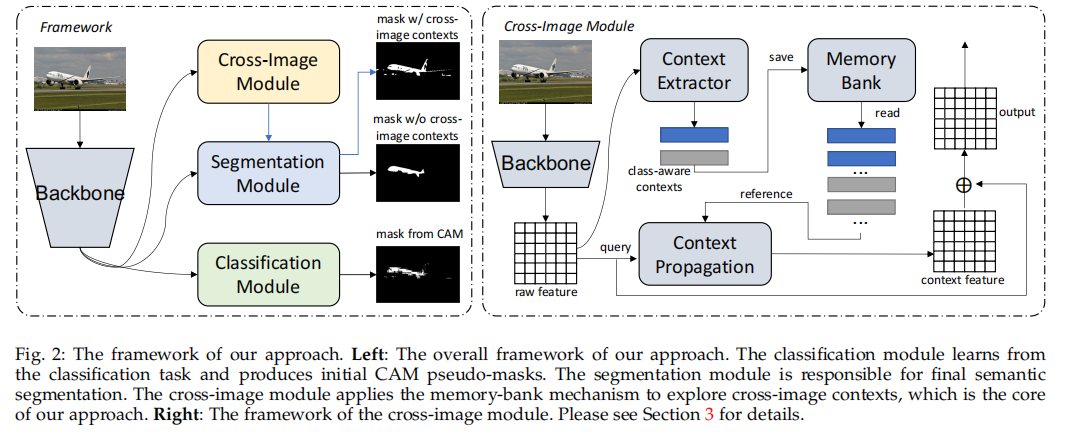 Framework
mask w/ cross-
image contexts
Cross-Image
Module
mask w/o cross-
image contexts
Segmentation
Module
Backbone
mask from CAM
Classification
Module
Cross-Image Module
Context
Extractor
save
Memory
Bank
read
output
Backbone
class-aware
contexts
...
...
reference
query
Context
Propagation
raw feature
context feature
Fig. 2: The framework of our approach. Left: The overall framework of our approach. The classification module learns from
the classification task and produces initial CAM pseudo-masks. The segmentation module is responsible for final semantic
segmentation. The cross-image module applies the memory-bank mechanism to explore cross-image contexts, which is the core
of our approach. Right: The framework of the cross-image module. Please see Section 3 for details.